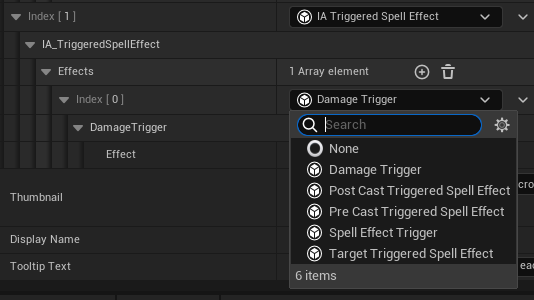 Index [ 1 ]
IA Triggered Spell Effect
IA_TriggeredSpellEffect
Effects
1 Array element
Index [ 0 ]
Damage Trigger
DamageTrigger
Search
Effect
None
Damage Trigger
Post Cast Triggered Spell Effect
Pre Cast Triggered Spell Effect
Spell Effect Trigger
Target Triggered Spell Effect
6 items
Thumbnail
cro
Display Name
Tooltip Text
eac